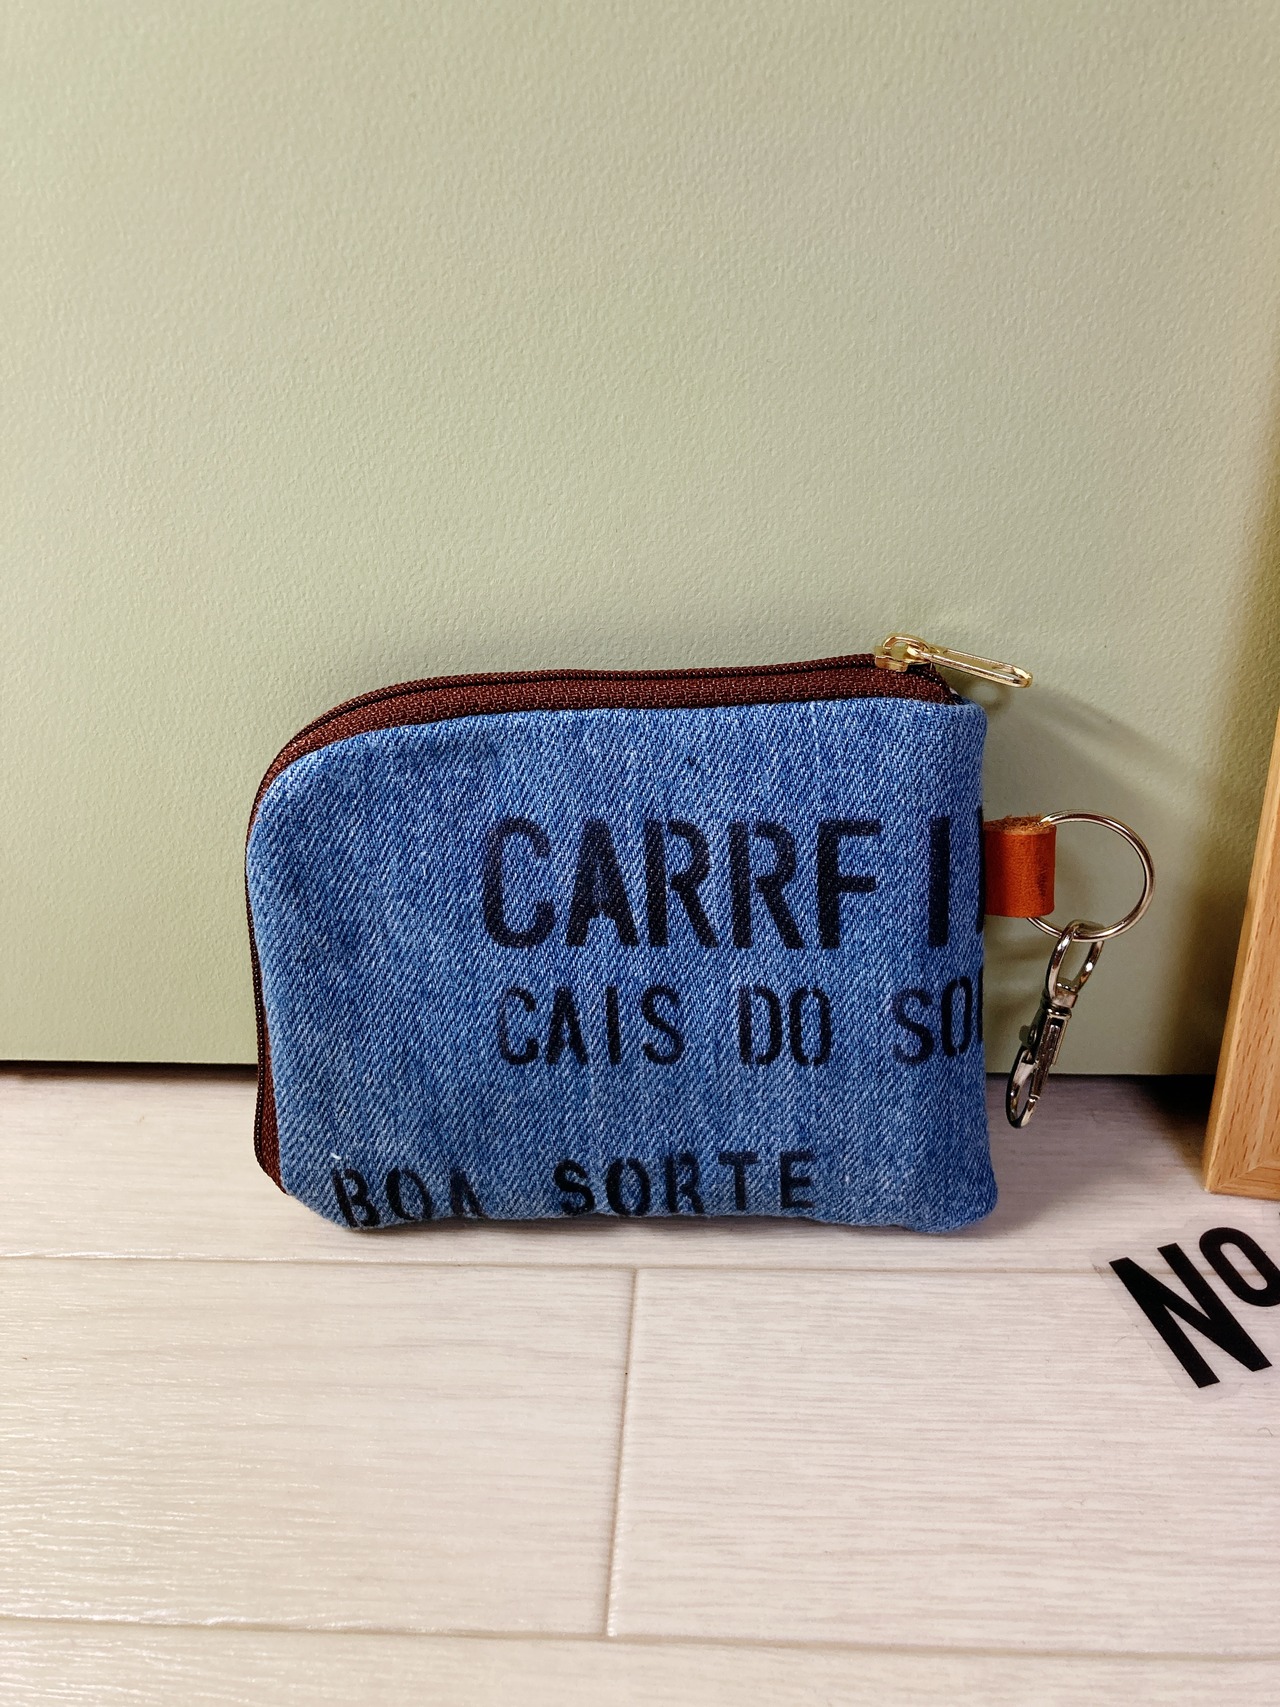 CARRF I
CAIS DO SO
BOA SORTE
No